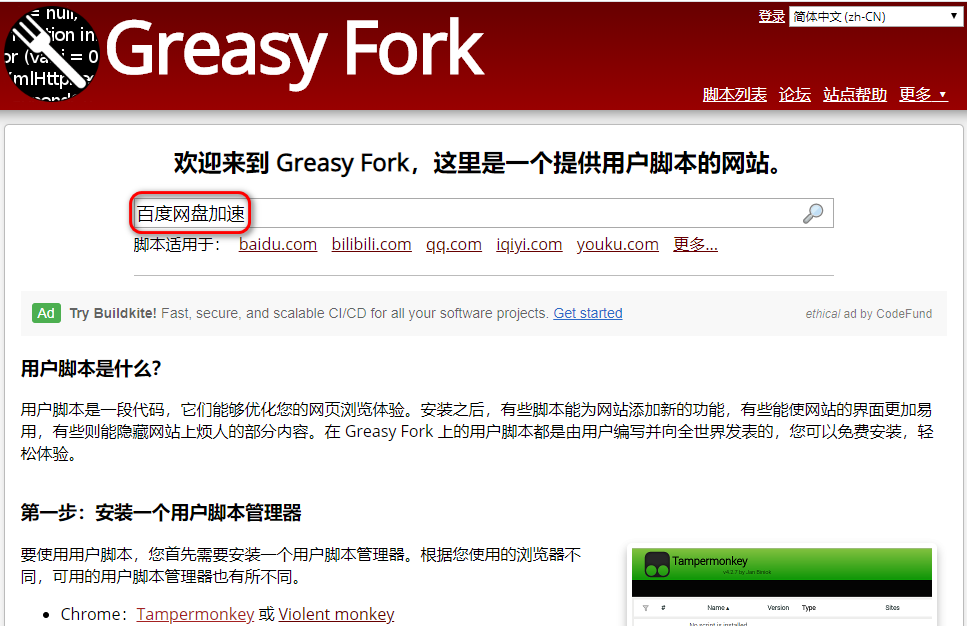 = null,
ction in
or (va i = 0
mlHttp
Greasy Fork
登录 简体中文 (zh-CN)
脚本列表 论坛 站点帮助 更多
欢迎来到 Greasy Fork，这里是一个提供用户脚本的网站。
百度网盘加速
脚本适用于： baidu.com bilibili.com qq.com iqiyi.com youku.com 更多...
Ad Try Buildkite! Fast, secure, and scalable CI/CD for all your software projects. Get started ethical ad by CodeFund
用户脚本是什么？
用户脚本是一段代码，它们能够优化您的网页浏览体验。安装之后，有些脚本能为网站添加新的功能，有些能使网站的界面更加易
用，有些则能隐藏网站上烦人的部分内容。在 Greasy Fork 上的用户脚本都是由用户编写并向全世界发表的，您可以免费安装，轻
松体验。
第一步：安装一个用户脚本管理器
要使用用户脚本，您首先需要安装一个用户脚本管理器。根据您使用的浏览器不
同，可用的用户脚本管理器也有所不同。
• Chrome：Tampermonkey 或 Violent monkey
Tampermonkey
# Name Version Type Sites
No script is installed